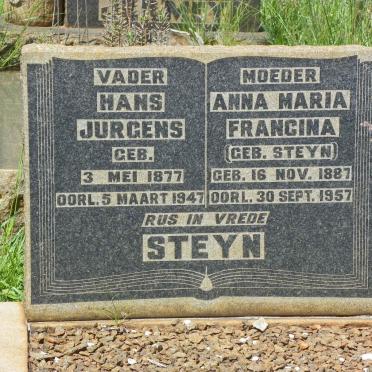 VADER
HANS
JURGENS
GEB.
3 MEI 1877
OORL. 5 MAART 1947
MOEDER
ANNA MARIA
FRANCINA
(GEB. STEYN)
GEB. 16 NOV. 1887
OORL. 30 SEPT. 1957
RUS IN VREDE
STEYN